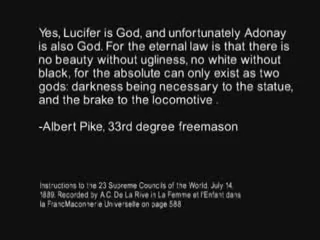 Yes, Lucifer is God, and unfortunately Adonay
is also God. For the eternal law is that there is
no beauty without ugliness, no white without
black, for the absolute can only exist as two
gods: darkness being necessary to the statue,
and the brake to the locomotive .
-Albert Pike, 33rd degree freemason
Instructions to the 23 Supreme Councils of the World. July 14,
1889. Recorded by A.C. De La Rive in La Femme et l'Enfant dans
la FrancMaconnerie Universelle on page 588